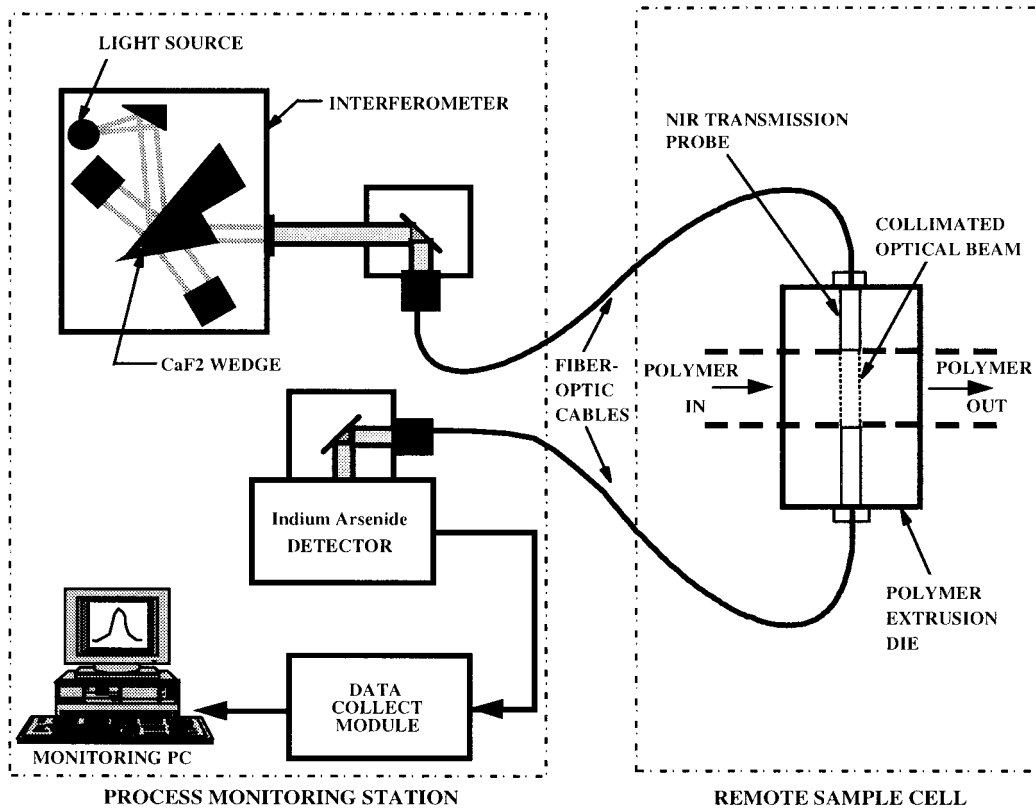 LIGHT SOURCE
INTERFEROMETER
CaF2 WEDGE
NIR TRANSMISSION
PROBE
COLLIMATED
OPTICAL BEAM
FIBER-
OPTIC
CABLES
POLYMER
IN
POLYMER
OUT
Indium Arsenide
DETECTOR
POLYMER
EXTRUSION
DIE
DATA
COLLECT
MODULE
MONITORING PC
PROCESS MONITORING STATION
REMOTE SAMPLE CELL